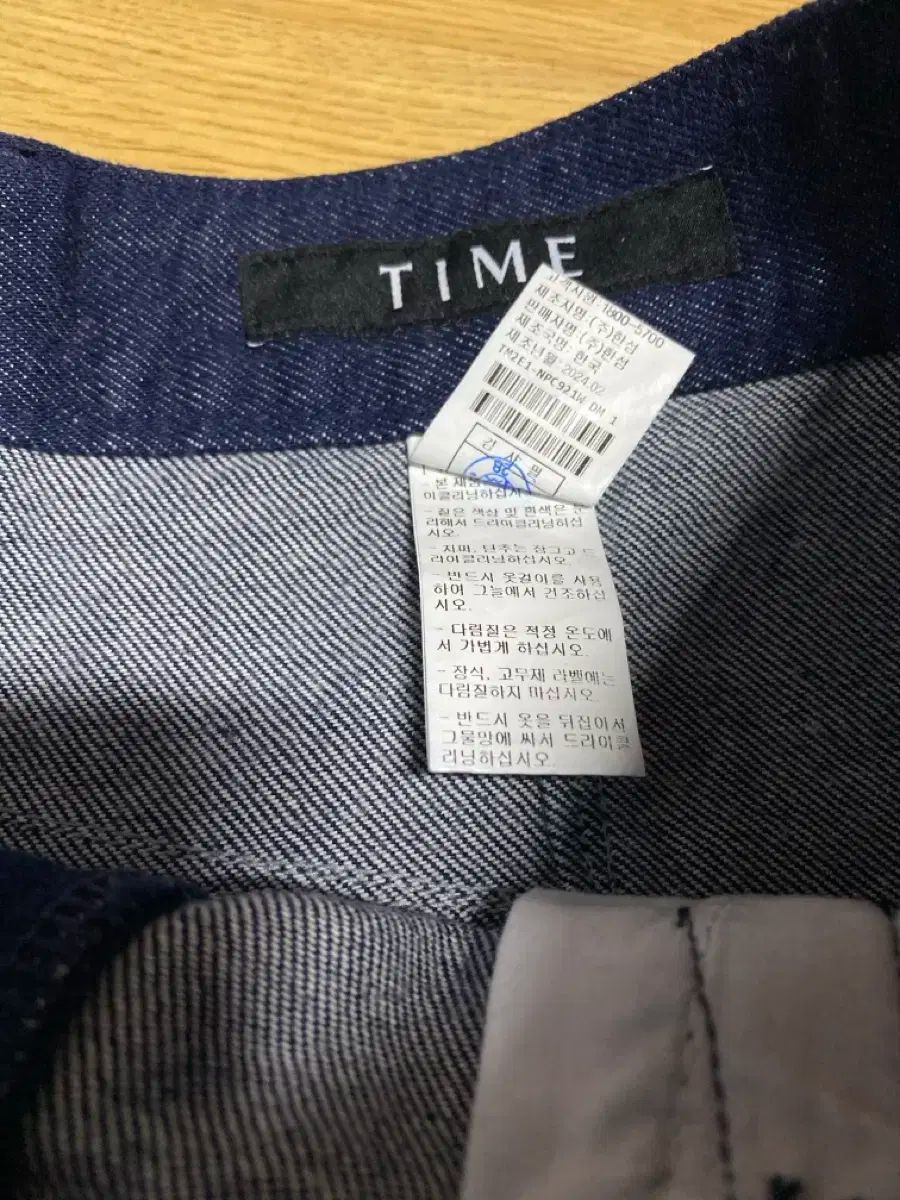 TIME
고객지원:1800-5700
제조자명:(주)한섬
판매자명:(주)한섬
제조국명: 한국
제조년월: 2024.02
TM2E1-NPC921W DM 1
검 사 필
- 본 제품
이클리닝하십시오
- 짙은 색상 및 흰색은 분
리해서 드라이클리닝하십
시오.
- 지퍼, 단추는 잠그고 드
라이클리닝하십시오.
- 반드시 옷걸이를 사용
하여 그늘에서 건조하십
시오.
- 다림질은 적정 온도에
서 가볍게 하십시오.
- 장식, 고무제 라벨에는
다림질하지 마십시오.
- 반드시 옷을 뒤집어서
그물망에 싸서 드라이클
리닝하십시오.